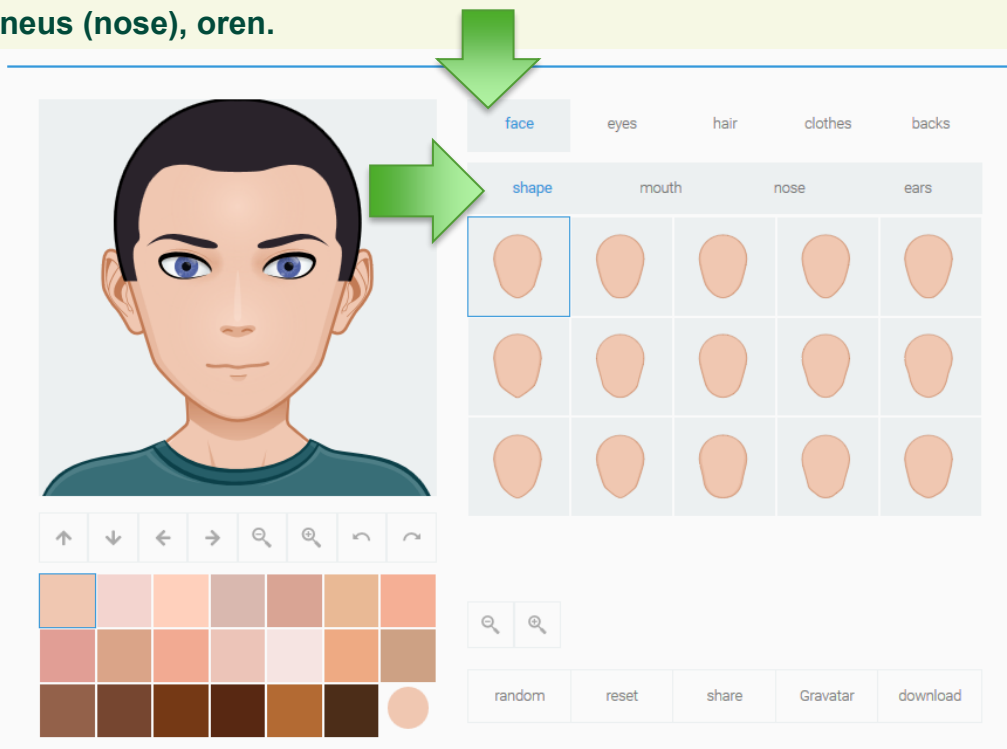 neus (nose), oren.
face eyes hair clothes backs
shape mouth nose ears
random reset share Gravatar download